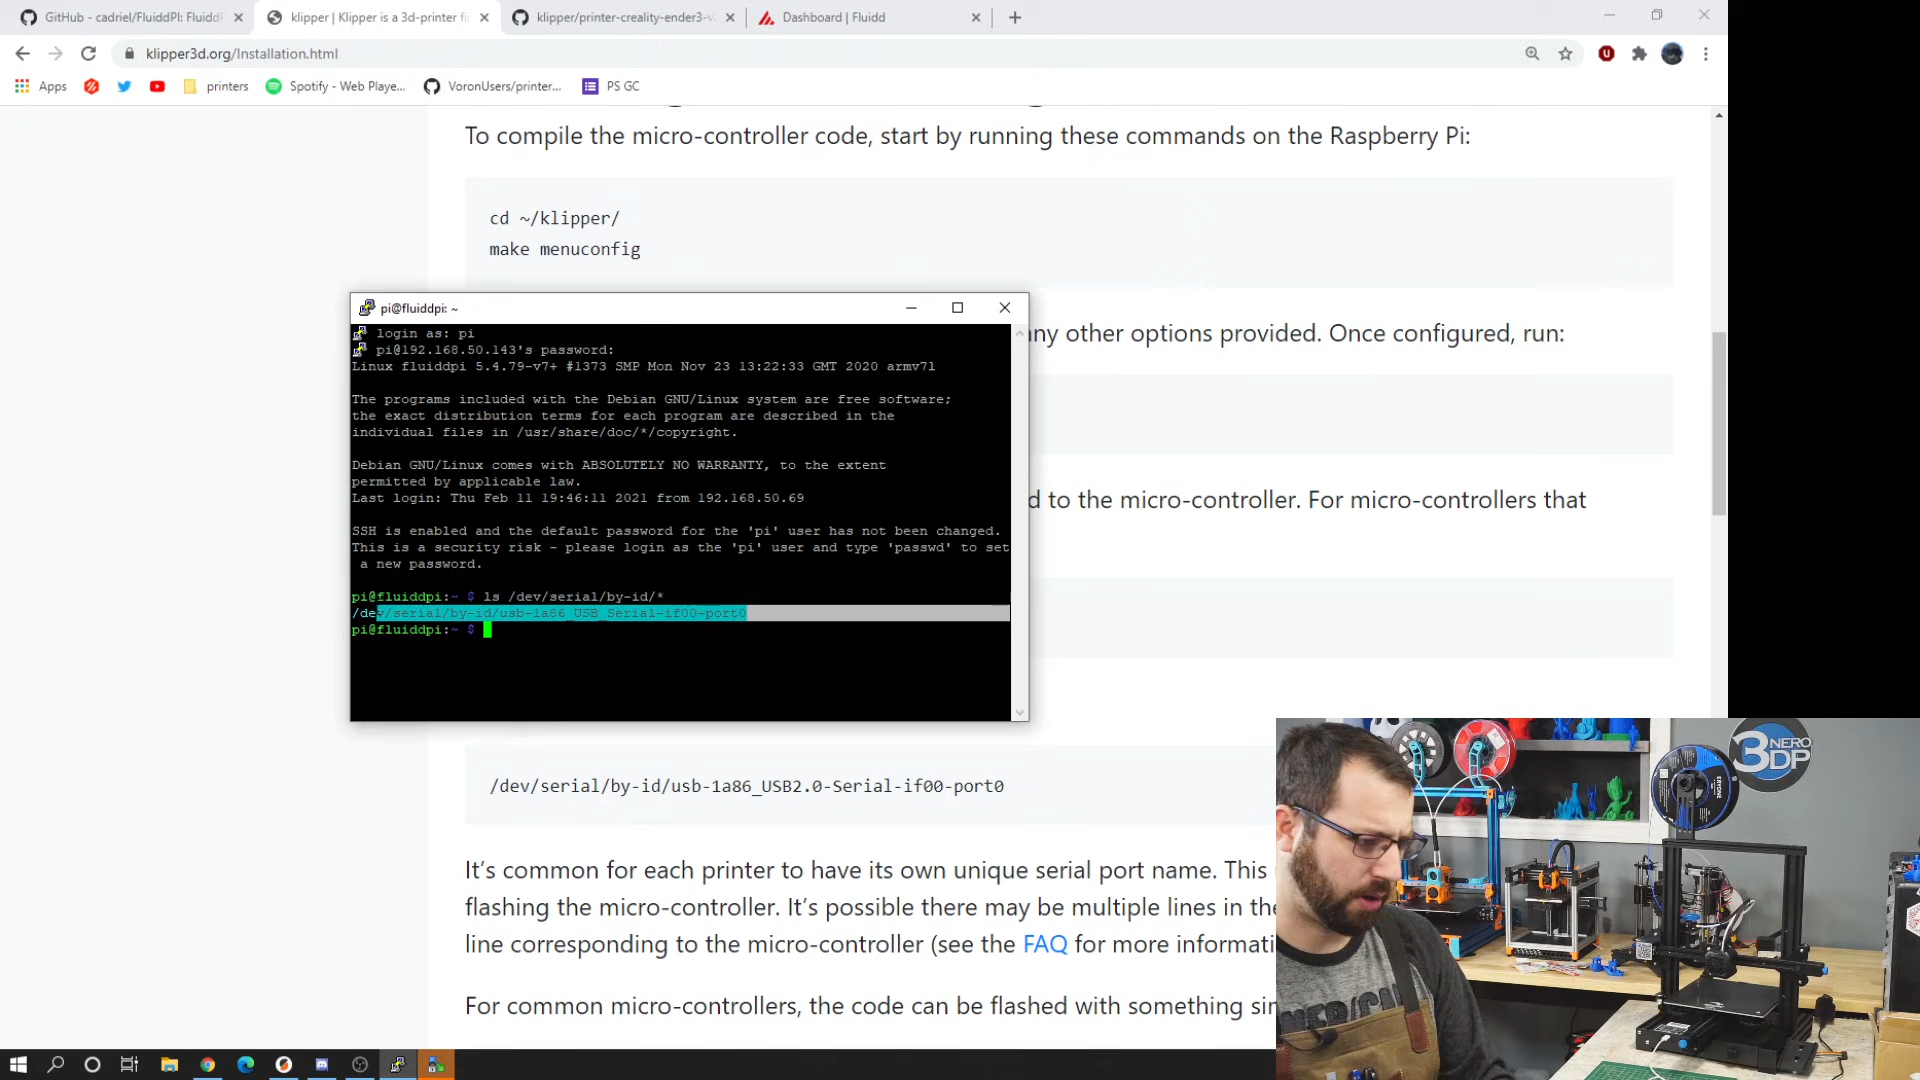 GitHub - cadriel/FluiddPI: Fluidd
klipper | Klipper is a 3d-printer fi
klipper/printer-creality-ender3-v
Dashboard | Fluidd
klipper3d.org/Installation.html
Apps
printers
Spotify - Web Playe...
VoronUsers/printer...
PS GC
To compile the micro-controller code, start by running these commands on the Raspberry Pi:
cd ~/klipper/
make menuconfig
ny other options provided. Once configured, run:
d to the micro-controller. For micro-controllers that
pi@fluiddpi: ~
login as: pi
pi@192.168.50.143's password:
Linux fluiddpi 5.4.79-v7+ #1373 SMP Mon Nov 23 13:22:33 GMT 2020 armv7l
The programs included with the Debian GNU/Linux system are free software;
the exact distribution terms for each program are described in the
individual files in /usr/share/doc/*/copyright.
Debian GNU/Linux comes with ABSOLUTELY NO WARRANTY, to the extent
permitted by applicable law.
Last login: Thu Feb 11 19:46:11 2021 from 192.168.50.69
SSH is enabled and the default password for the 'pi' user has not been changed.
This is a security risk - please login as the 'pi' user and type 'passwd' to set
a new password.
pi@fluiddpi:~ $ ls /dev/serial/by-id/*
/dev/serial/by-id/usb-1a86_USB_Serial-if00-port0
pi@fluiddpi:~ $
/dev/serial/by-id/usb-1a86_USB2.0-Serial-if00-port0
It's common for each printer to have its own unique serial port name. This
flashing the micro-controller. It's possible there may be multiple lines in the
line corresponding to the micro-controller (see the FAQ for more informati
For common micro-controllers, the code can be flashed with something si
NERO
3DP
ERYONE